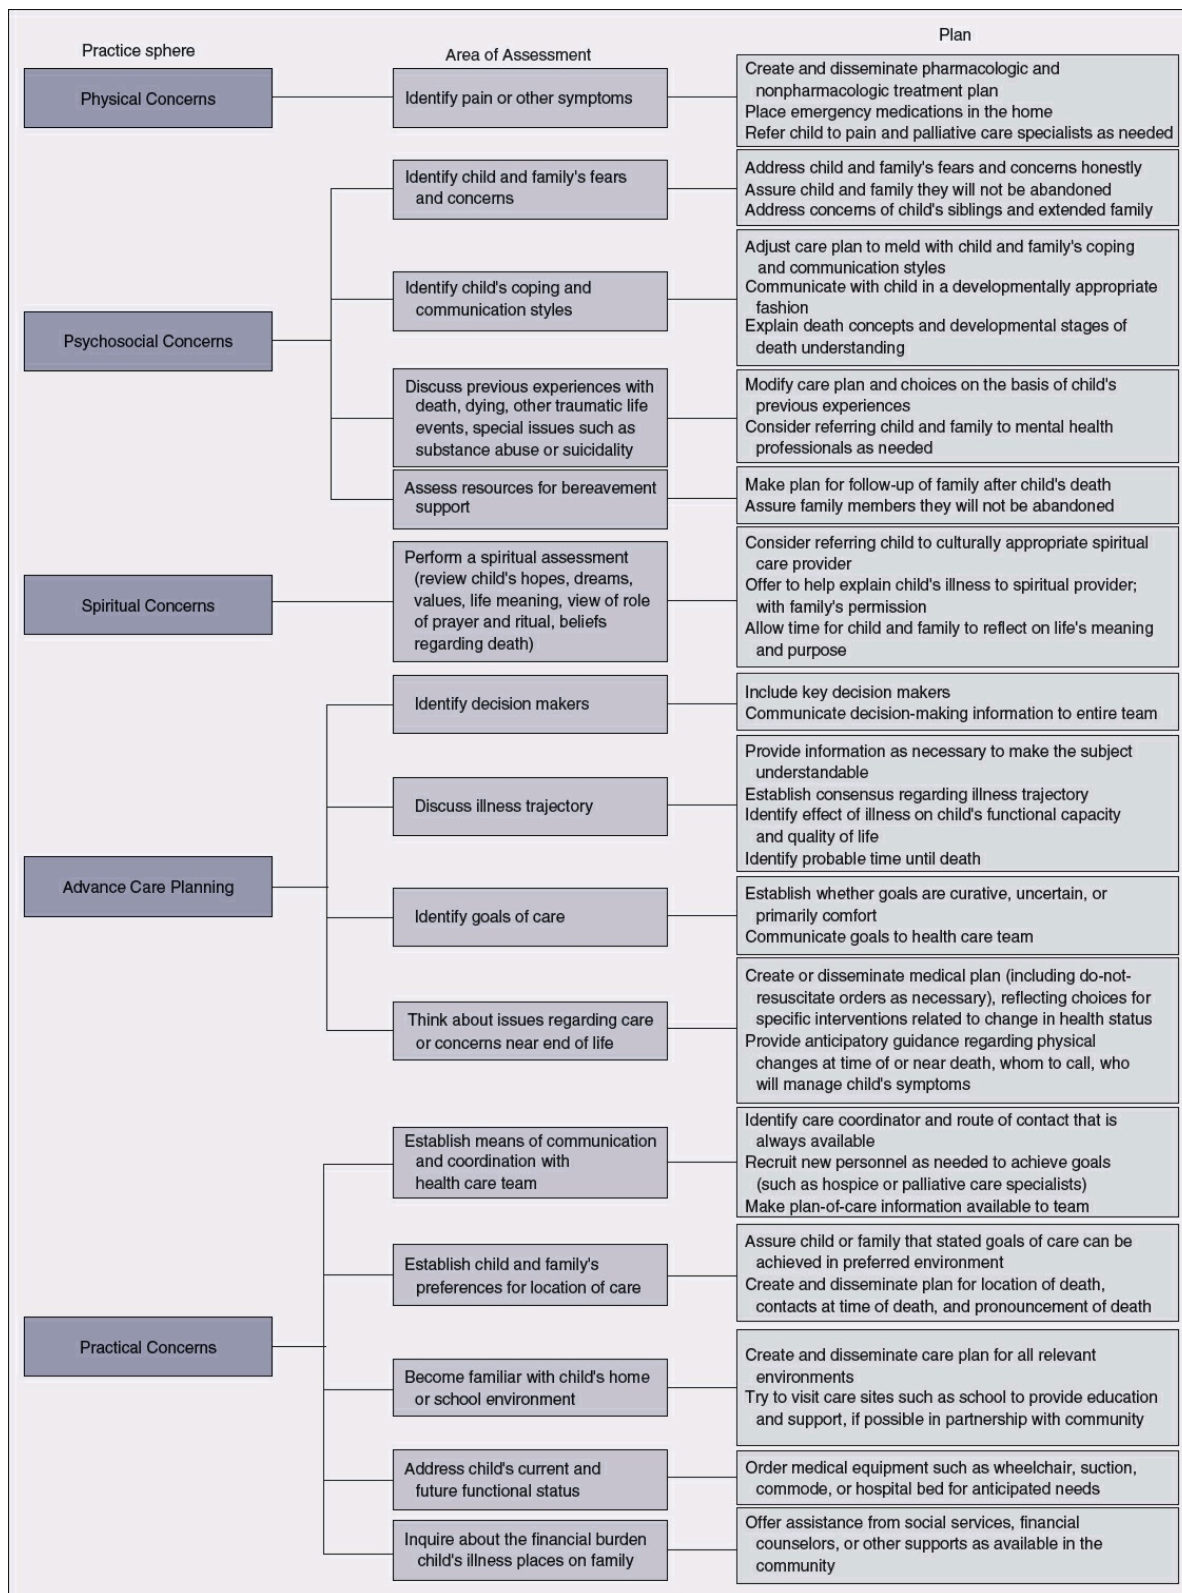 Practice sphere
Area of Assessment
Plan
Physical Concerns
Identify pain or other symptoms
Create and disseminate pharmacologic and
nonpharmacologic treatment plan
Place emergency medications in the home
Refer child to pain and palliative care specialists as needed
Psychosocial Concerns
Identify child and family's fears
and concerns
Address child and family's fears and concerns honestly
Assure child and family they will not be abandoned
Address concerns of child's siblings and extended family
Identify child's coping and
communication styles
Adjust care plan to meld with child and family's coping
and communication styles
Communicate with child in a developmentally appropriate
fashion
Explain death concepts and developmental stages of
death understanding
Discuss previous experiences with
death, dying, other traumatic life
events, special issues such as
substance abuse or suicidality
Modify care plan and choices on the basis of child's
previous experiences
Consider referring child and family to mental health
professionals as needed
Assess resources for bereavement
support
Make plan for follow-up of family after child's death
Assure family members they will not be abandoned
Spiritual Concerns
Perform a spiritual assessment
(review child's hopes, dreams,
values, life meaning, view of role
of prayer and ritual, beliefs
regarding death)
Consider referring child to culturally appropriate spiritual
care provider
Offer to help explain child's illness to spiritual provider;
with family's permission
Allow time for child and family to reflect on life's meaning
and purpose
Advance Care Planning
Identify decision makers
Include key decision makers
Communicate decision-making information to entire team
Discuss illness trajectory
Provide information as necessary to make the subject
understandable
Establish consensus regarding illness trajectory
Identify effect of illness on child's functional capacity
and quality of life
Identify probable time until death
Identify goals of care
Establish whether goals are curative, uncertain, or
primarily comfort
Communicate goals to health care team
Think about issues regarding care
or concerns near end of life
Create or disseminate medical plan (including do-not-
resuscitate orders as necessary), reflecting choices for
specific interventions related to change in health status
Provide anticipatory guidance regarding physical
changes at time of or near death, whom to call, who
will manage child's symptoms
Practical Concerns
Establish means of communication
and coordination with
health care team
Identify care coordinator and route of contact that is
always available
Recruit new personnel as needed to achieve goals
(such as hospice or palliative care specialists)
Make plan-of-care information available to team
Establish child and family's
preferences for location of care
Assure child or family that stated goals of care can be
achieved in preferred environment
Create and disseminate plan for location of death,
contacts at time of death, and pronouncement of death
Become familiar with child's home
or school environment
Create and disseminate care plan for all relevant
environments
Try to visit care sites such as school to provide education
and support, if possible in partnership with community
Address child's current and
future functional status
Order medical equipment such as wheelchair, suction,
commode, or hospital bed for anticipated needs
Inquire about the financial burden
child's illness places on family
Offer assistance from social services, financial
counselors, or other supports as available in the
community